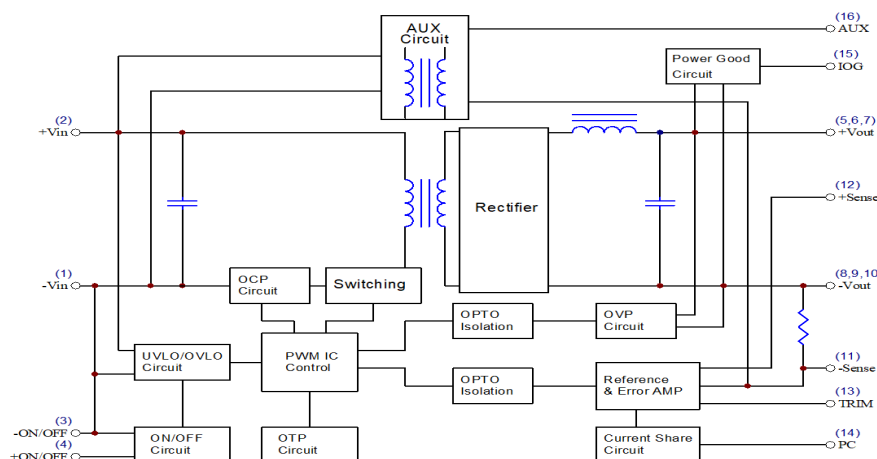 (16)
AUX
AUX
Circuit
(15)
IOG
Power Good
Circuit
(2)
+Vin
(5,6,7)
+Vout
(12)
+Sense
Rectifier
(1)
-Vin
OCP
Circuit
Switching
(8,9,10
-Vout
OPTO
Isolation
OVP
Circuit
UVLO/OVLO
Circuit
PWM IC
Control
(11)
-Sense
OPTO
Isolation
Reference
& Error AMP
(13)
TRIM
(3)
-ON/OFF
(4)
+ON/OFF
ON/OFF
Circuit
OTP
Circuit
Current Share
Circuit
(14)
PC